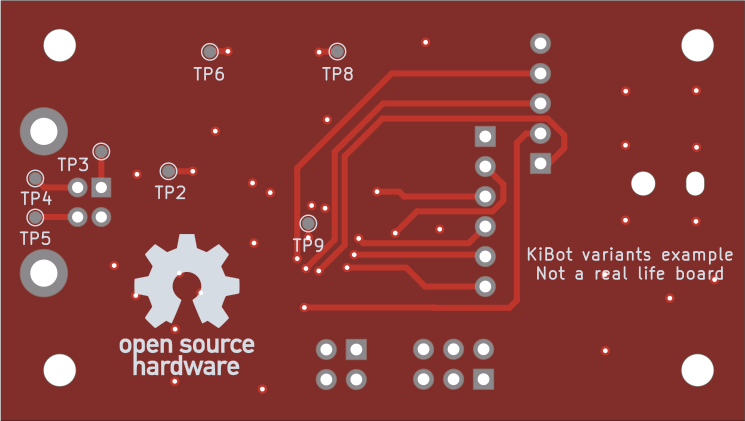 TP6
TP8
TP3
TP4
TP2
TP5
TP9
KiBot variants example
Not a real life board
open source
hardware